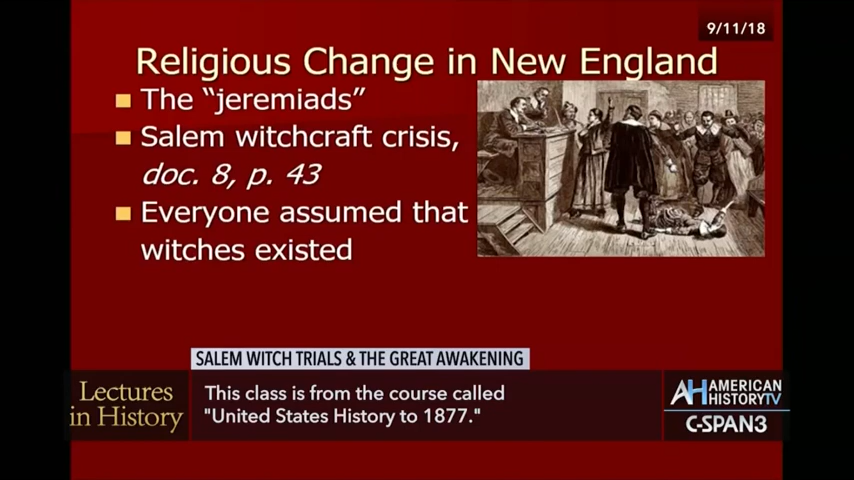 9/11/18
Religious Change in New England
■ The “jeremiads”
■ Salem witchcraft crisis,
doc. 8, p. 43
■ Everyone assumed that
witches existed
SALEM WITCH TRIALS & THE GREAT AWAKENING
Lectures
in History
This class is from the course called
"United States History to 1877."
AH AMERICAN
HISTORYTV
C-SPAN3